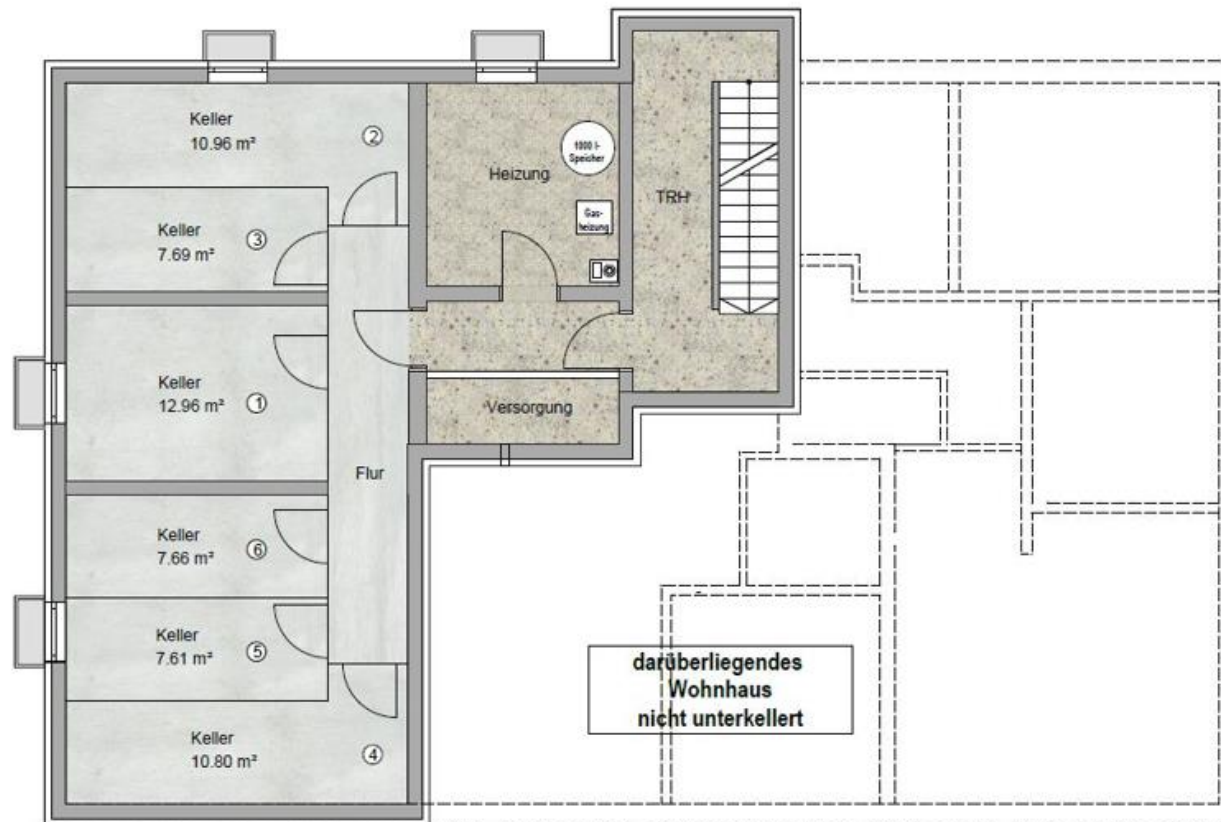 Keller
10.96 m²
②
Keller
7.69 m²
③
Keller
12.96 m²
①
Keller
7.66 m²
⑥
Keller
7.61 m²
⑤
Keller
10.80 m²
④
Flur
Heizung
1000 l-
Speicher
Gas-
heizung
TRH
Versorgung
darüberliegendes
Wohnhaus
nicht unterkellert